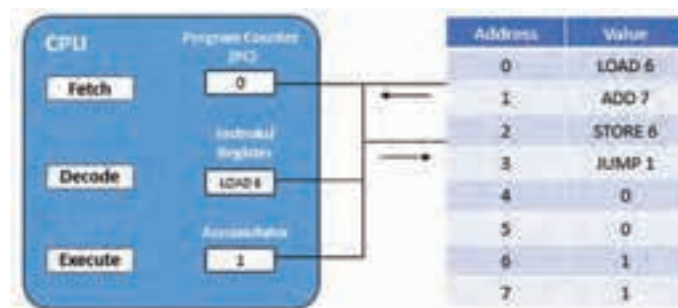 CPU
Program Counter
(PC)
0
Fetch
Register
LOAD 6
Decode
Accumulator
1
Execute
Address Value
0 LOAD 6
1 ADD 7
2 STORE 6
3 JUMP 1
4 0
5 0
6 1
7 1